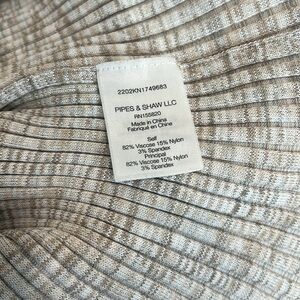 2202KN1749683
PIPES & SHAW LLC
RN155820
Made in China
Fabriqué en Chine
Self
82% Viscose 15% Nylon
3% Spandex
Principal
82% Viscose 15% Nylon
3% Spandex